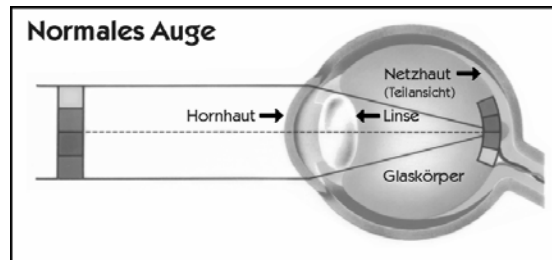 Normales Auge
Netzhaut
(Teilansicht)
Hornhaut
Linse
Glaskörper